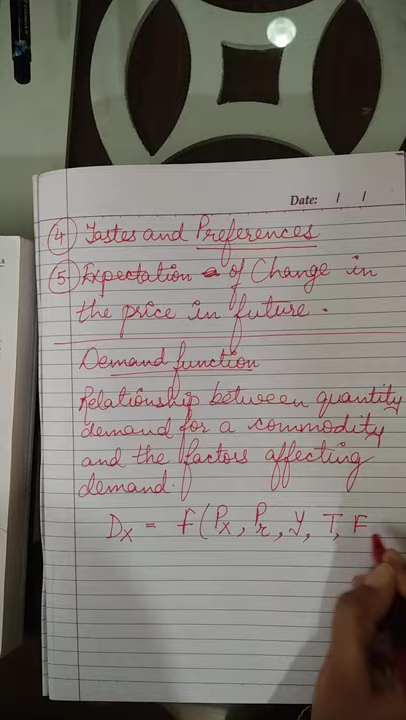 Date: / /
④ Tastes and Preferences
⑤ Expectation of Change in
the price in future.
Demand function
Relationship between quantity
demand for a commodity
and the factors affecting
demand.
Dx = f(Px, Pr, Y, T, F